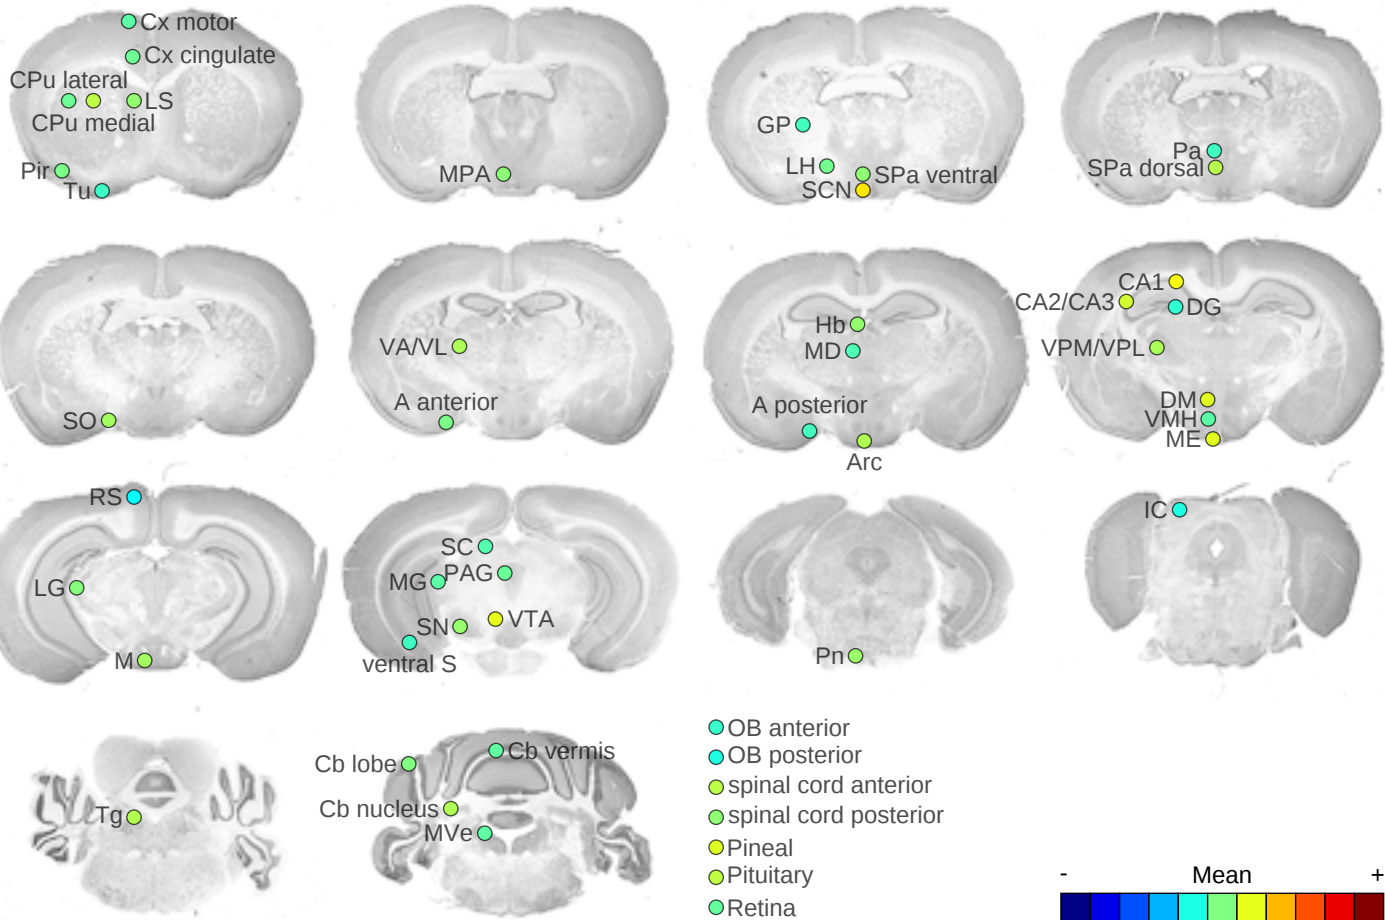 Cx motor
Cx cingulate
CPu lateral
LS
CPu medial
Pir
Tu
MPA
GP
LH
SPa ventral
SCN
Pa
SPa dorsal
SO
VA/VL
A anterior
Hb
MD
A posterior
Arc
CA1
CA2/CA3
DG
VPM/VPL
DM
VMH
ME
RS
LG
M
SC
MG
PAG
SN
VTA
ventral S
Pn
IC
Tg
Cb lobe
Cb vermis
Cb nucleus
MVe
OB anterior
OB posterior
spinal cord anterior
spinal cord posterior
Pineal
Pituitary
Retina
- Mean +